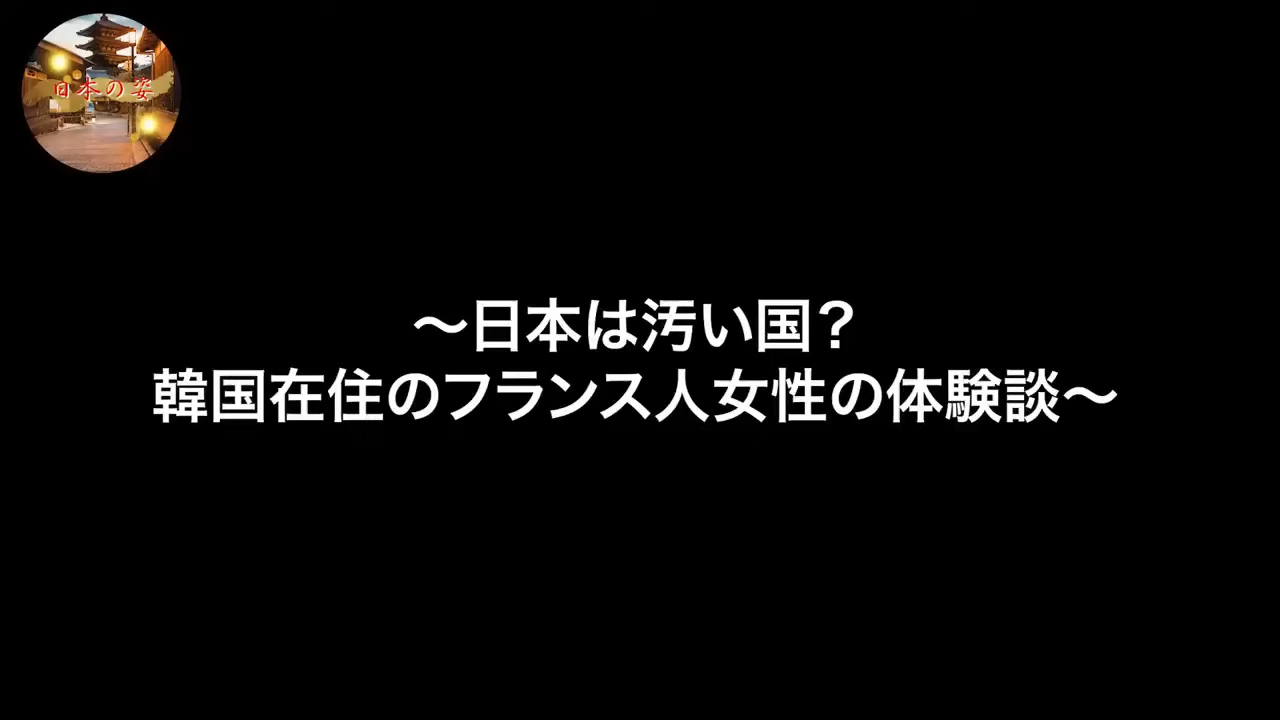 日本の姿
～日本は汚い国？
韓国在住のフランス人女性の体験談～